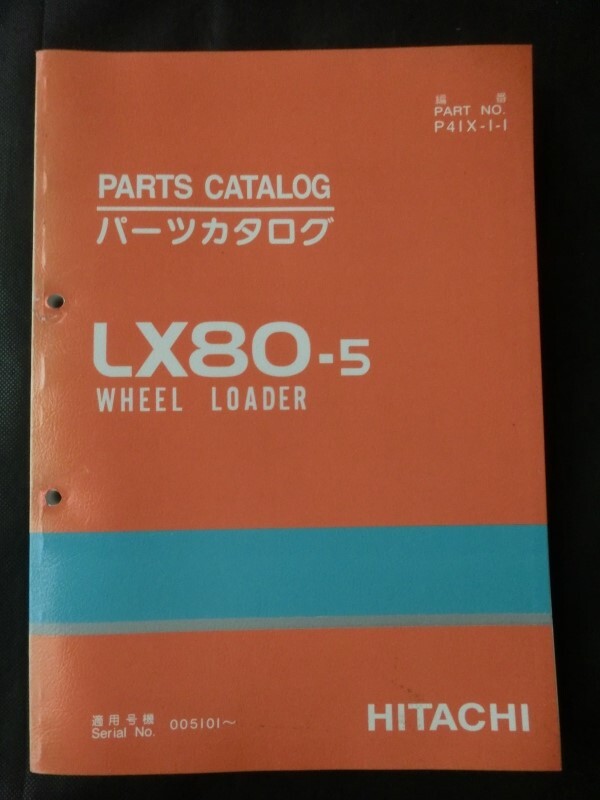 編 番
PART NO.
P41X-1-1
PARTS CATALOG
パーツカタログ
LX80-5
WHEEL LOADER
適用号機
Serial No. 005101～
HITACHI